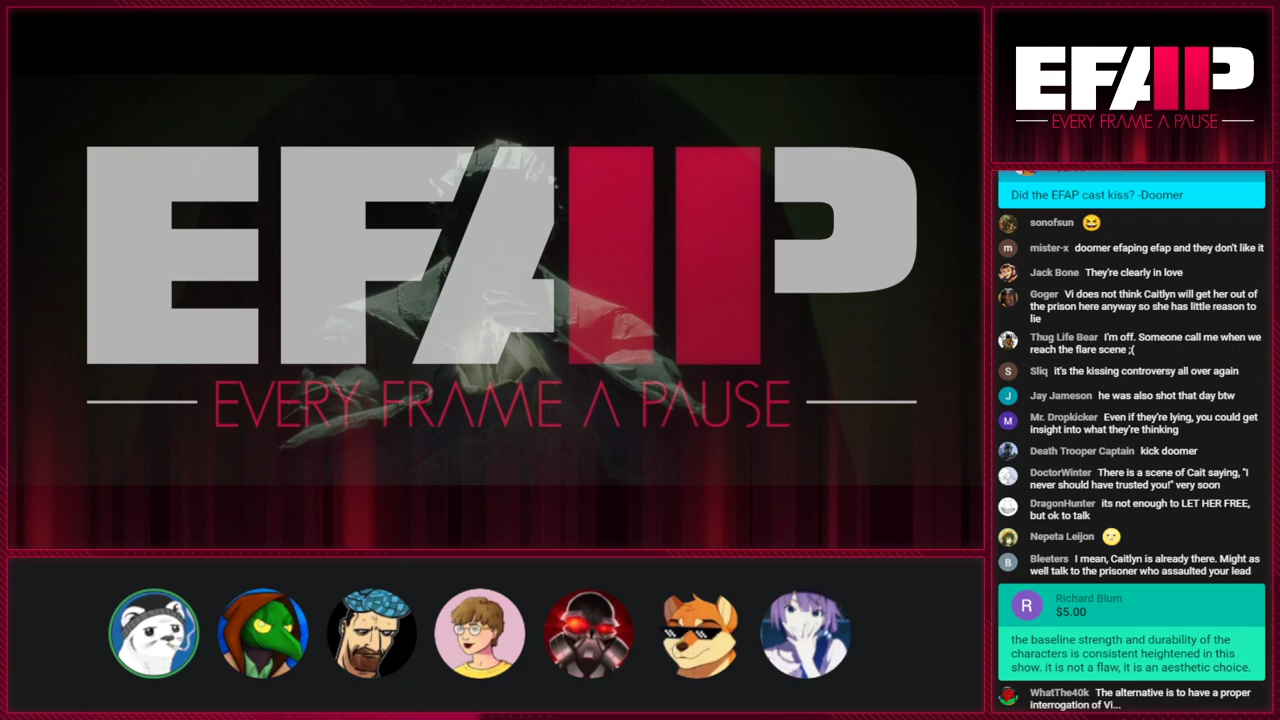 EFAP
EVERY FRAME A PAUSE
EFAP
EVERY FRAME A PAUSE
Did the EFAP cast kiss? -Doomer
sonofsun
m mister-x doomer efaping efap and they don't like it
Jack Bone They're clearly in love
Goger Vi does not think Caitlyn will get her out of
the prison here anyway so she has little reason to
lie
Thug Life Bear I'm off. Someone call me when we
reach the flare scene ;(
S Sliq it's the kissing controversy all over again
J Jay Jameson he was also shot that day btw
M Mr. Dropkicker Even if they're lying, you could get
insight into what they're thinking
Death Trooper Captain kick doomer
DoctorWinter There is a scene of Cait saying, "I
never should have trusted you!" very soon
DragonHunter its not enough to LET HER FREE,
but ok to talk
Nepeta Leijon
B Bleeters I mean, Caitlyn is already there. Might as
well talk to the prisoner who assaulted your lead
R Richard Blum
$5.00
the baseline strength and durability of the
characters is consistent heightened in this
show. it is not a flaw, it is an aesthetic choice.
WhatThe40k The alternative is to have a proper
interrogation of Vi...